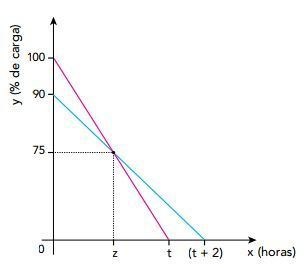 y (% de carga)
100
90
75
0
z
t
(t + 2)
x (horas)